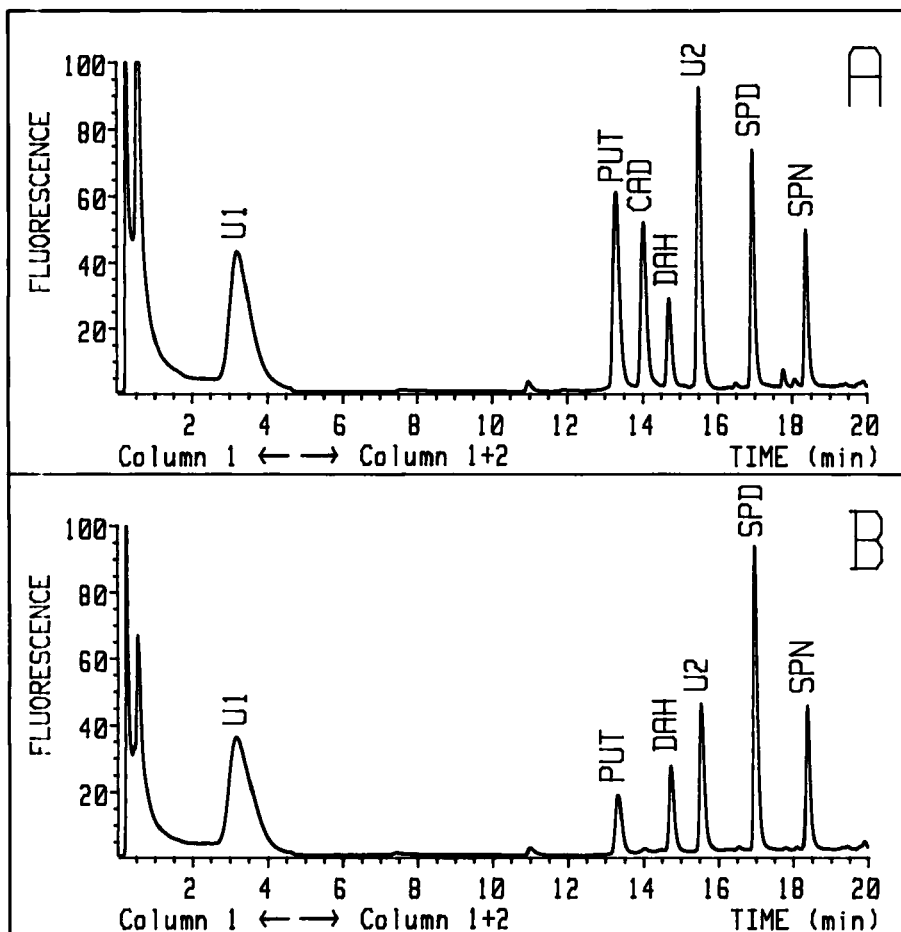 A
FLUORESCENCE
100
80
60
40
20
U1
PUT
CAD
DAH
U2
SPD
SPN
2 4 6 8 10 12 14 16 18 20
Column 1 ←─ ─→ Column 1+2 TIME (min)
B
FLUORESCENCE
100
80
60
40
20
U1
PUT
DAH
U2
SPD
SPN
2 4 6 8 10 12 14 16 18 20
Column 1 ←─ ─→ Column 1+2 TIME (min)